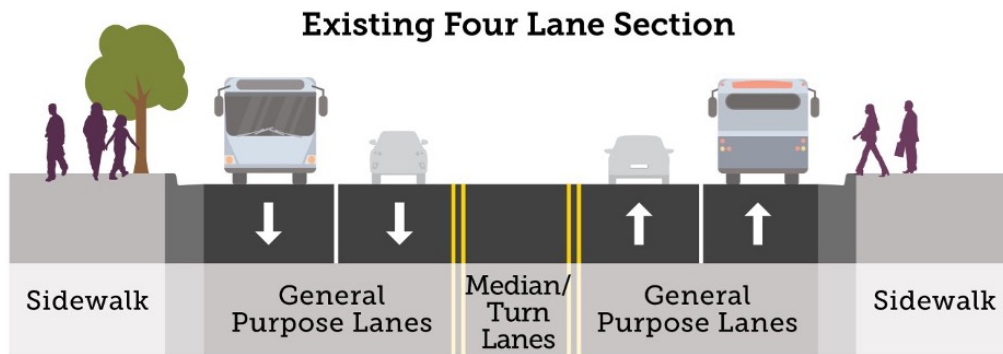 Existing Four Lane Section
Sidewalk
General
Purpose Lanes
Median/
Turn
Lanes
General
Purpose Lanes
Sidewalk